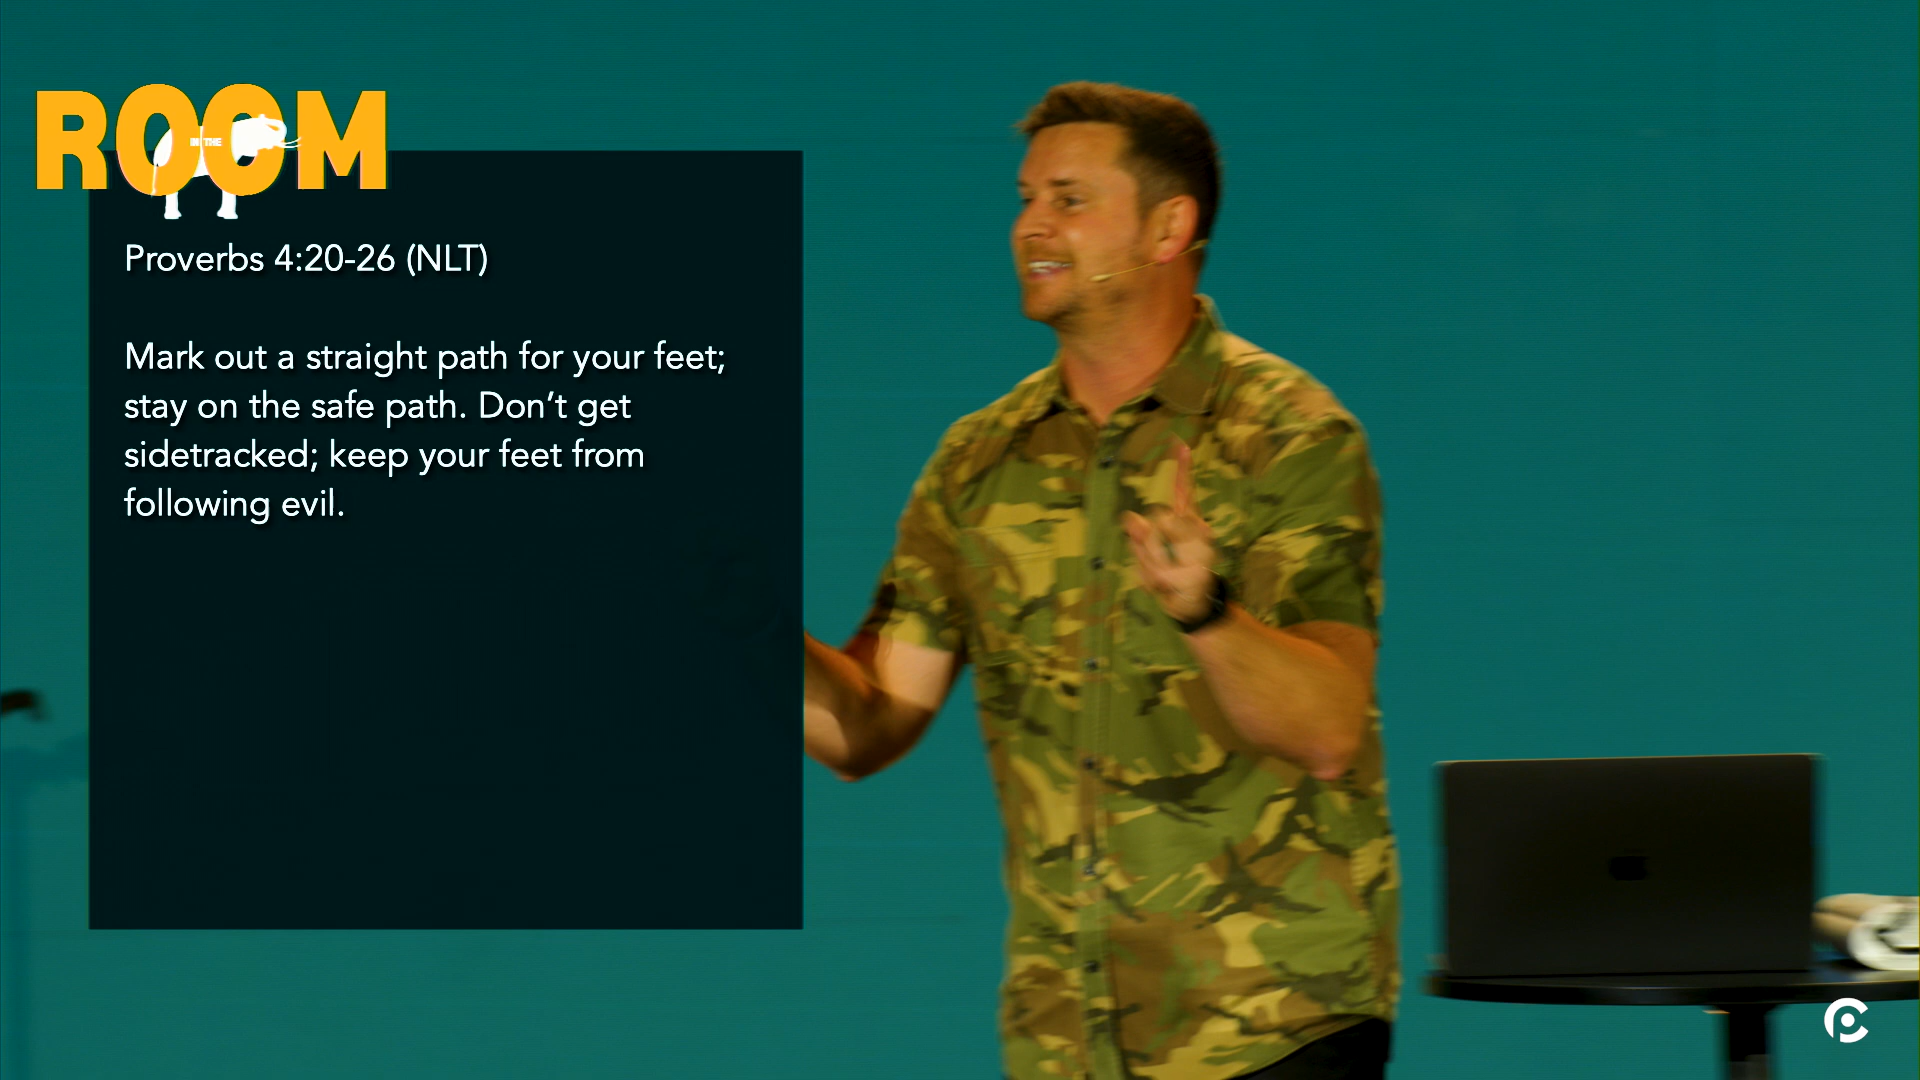 ROOM
IN THE
Proverbs 4:20-26 (NLT)
Mark out a straight path for your feet;
stay on the safe path. Don’t get
sidetracked; keep your feet from
following evil.